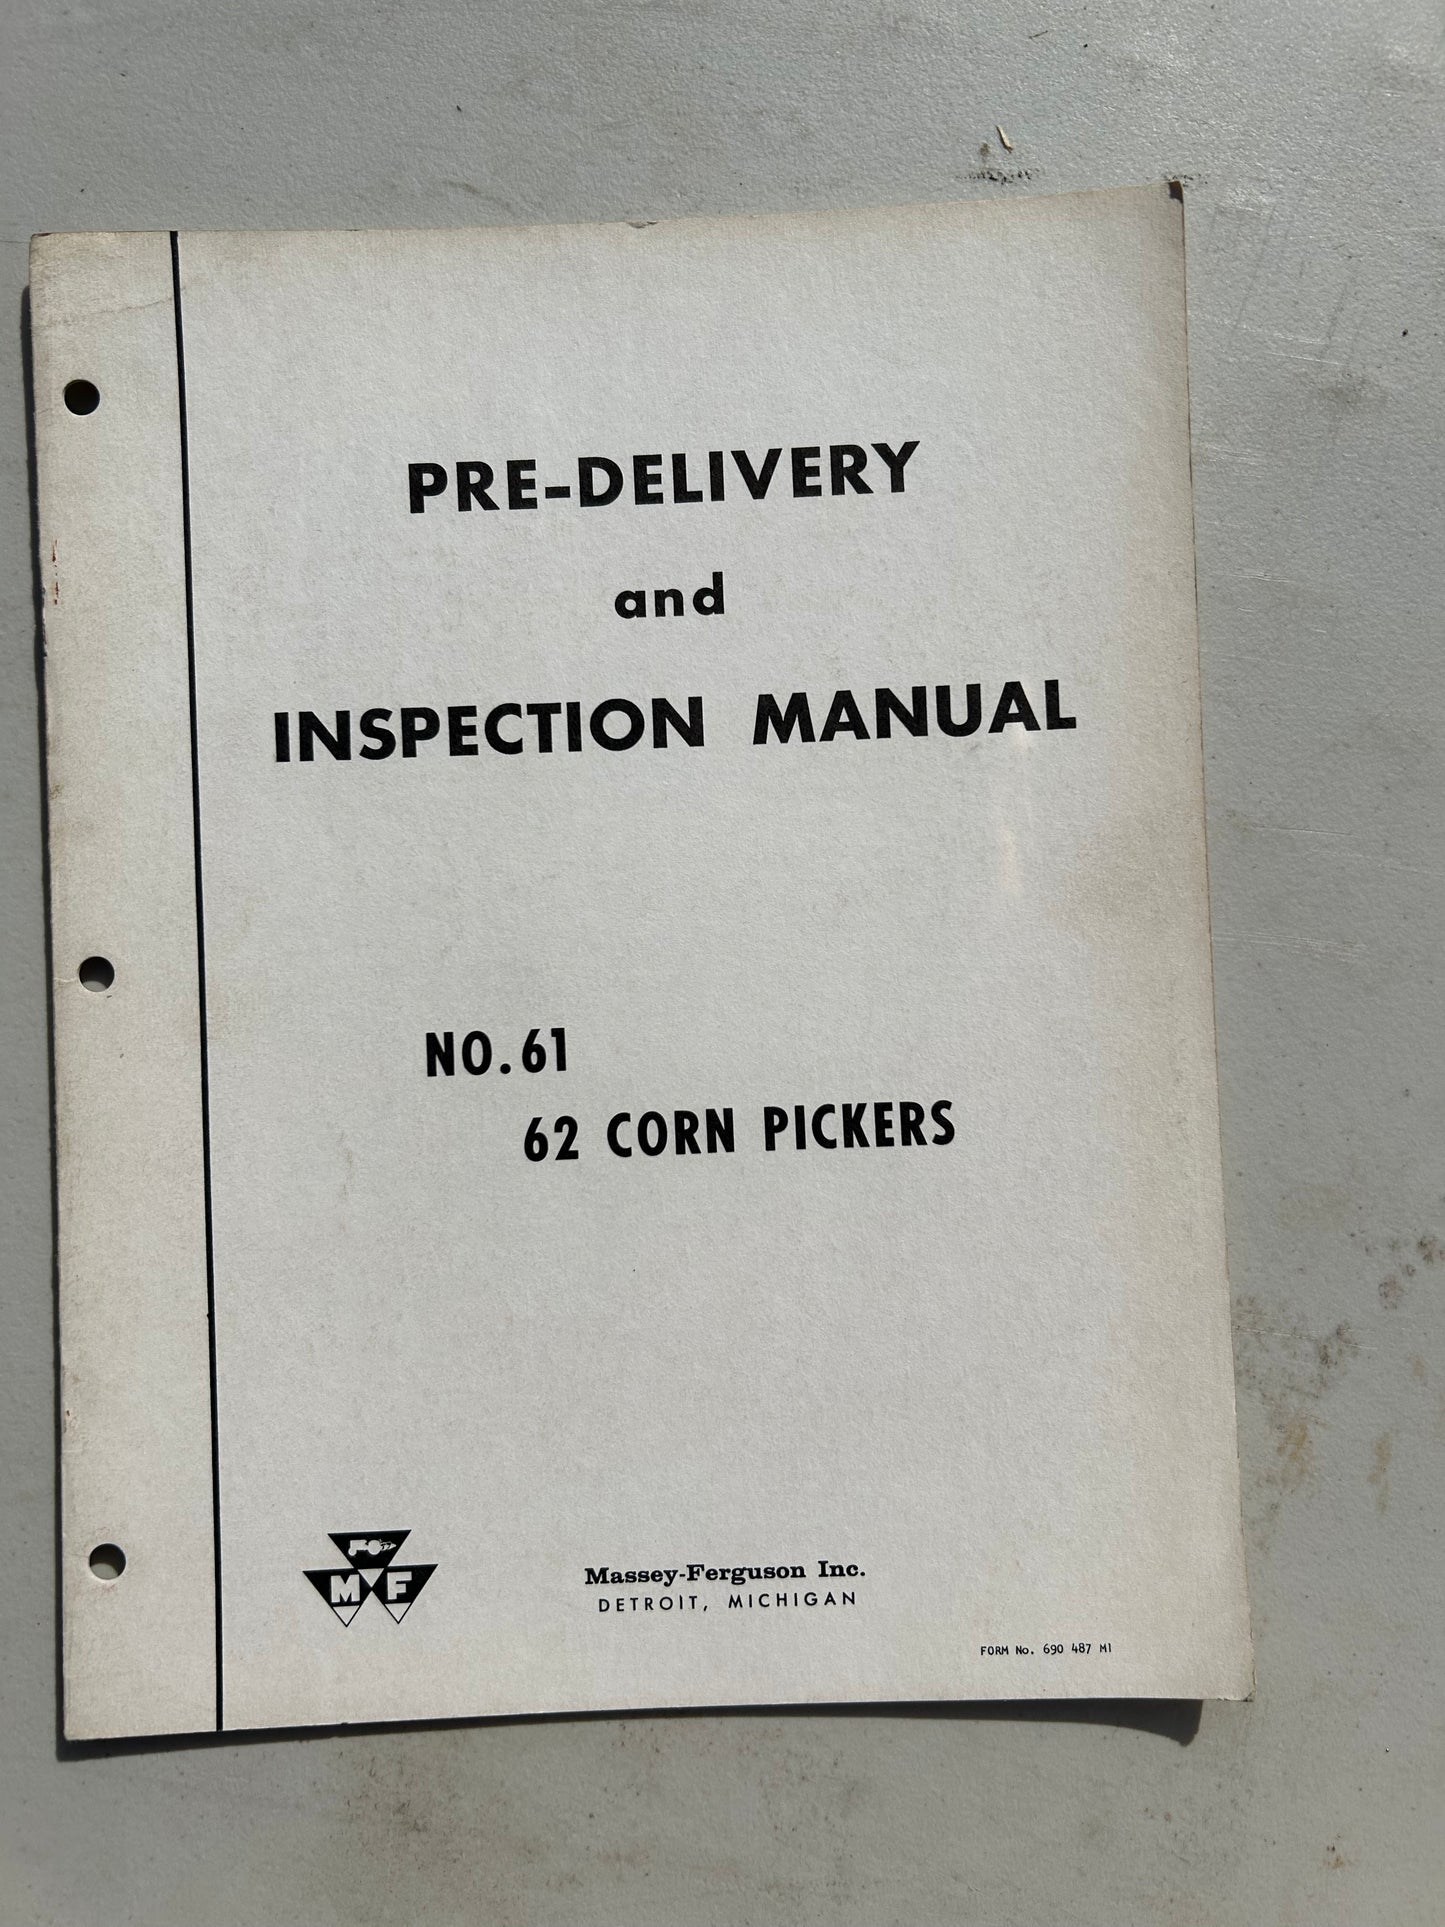 PRE-DELIVERY
and
INSPECTION MANUAL
NO. 61
62 CORN PICKERS
MF
Massey-Ferguson Inc.
DETROIT, MICHIGAN
FORM No. 690 487 M1